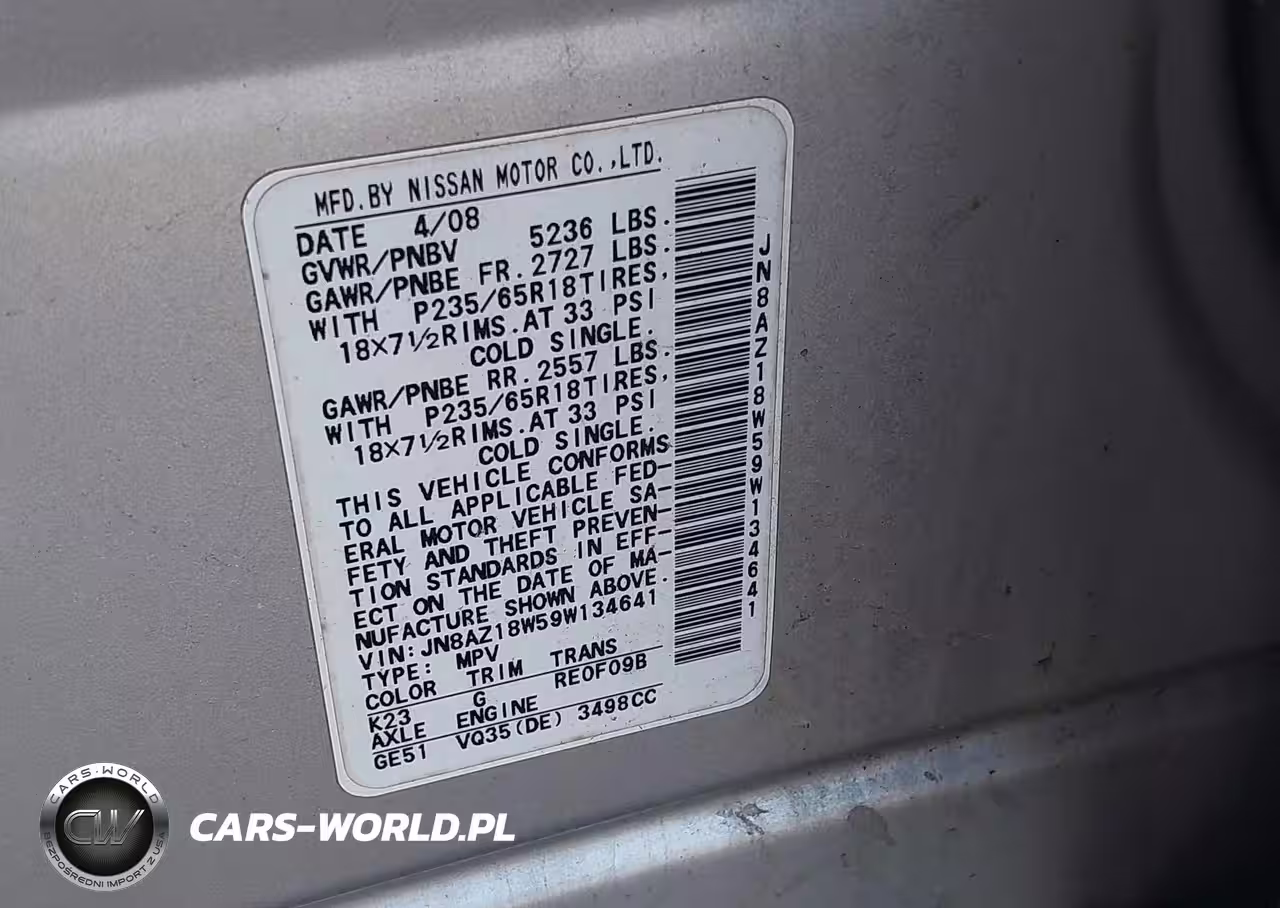 MFD.BY NISSAN MOTOR CO.,LTD.
DATE 4/08
GVWR/PNBV 5236 LBS.
GAWR/PNBE FR.2727 LBS.
WITH P235/65R18TIRES,
18×7½RIMS.AT 33 PSI
COLD SINGLE.
GAWR/PNBE RR.2557 LBS.
WITH P235/65R18TIRES,
18×7½RIMS.AT 33 PSI
COLD SINGLE.
THIS VEHICLE CONFORMS
TO ALL APPLICABLE FED-
ERAL MOTOR VEHICLE SA-
FETY AND THEFT PREVEN-
TION STANDARDS IN EFF-
ECT ON THE DATE OF MA-
NUFACTURE SHOWN ABOVE.
VIN:JN8AZ18W59W134641
TYPE: MPV
COLOR TRIM TRANS
K23 G RE0F09B
AXLE ENGINE
GE51 VQ35(DE) 3498CC
JN8AZ18W59W134641
CARS-WORLD
CW
BEZPOŚREDNI IMPORT Z USA
CARS-WORLD.PL